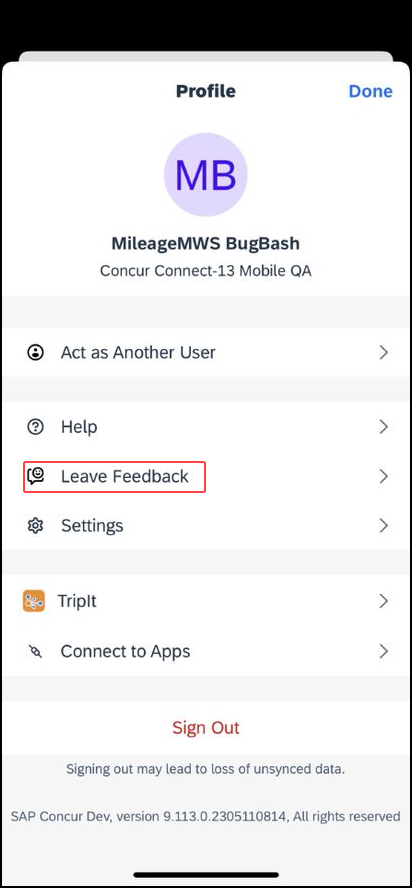 Profile
Done
MB
MileageMWS BugBash
Concur Connect-13 Mobile QA
Act as Another User
Help
Leave Feedback
Settings
TripIt
Connect to Apps
Sign Out
Signing out may lead to loss of unsynced data.
SAP Concur Dev, version 9.113.0.2305110814, All rights reserved